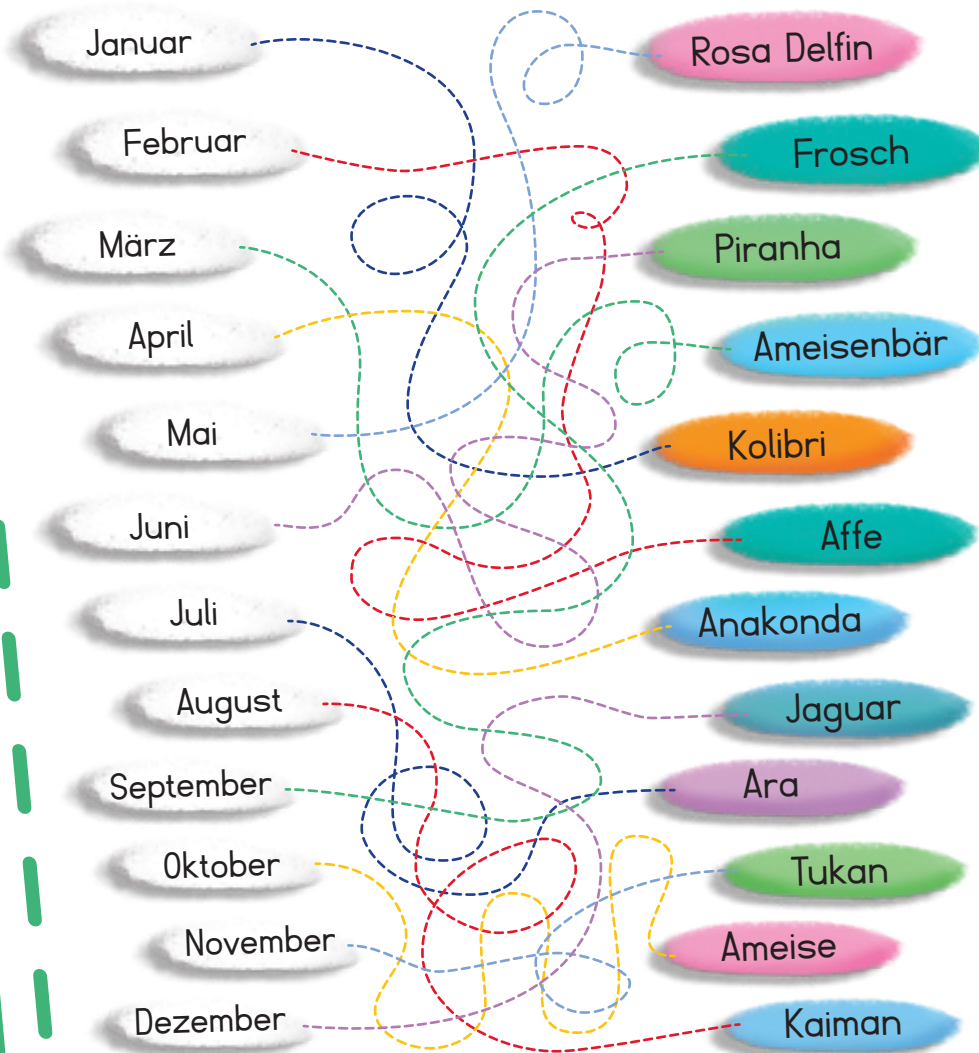 Januar
Rosa Delfin
Februar
Frosch
März
Piranha
April
Ameisenbär
Mai
Kolibri
Juni
Affe
Juli
Anakonda
August
Jaguar
September
Ara
Oktober
Tukan
November
Ameise
Dezember
Kaiman